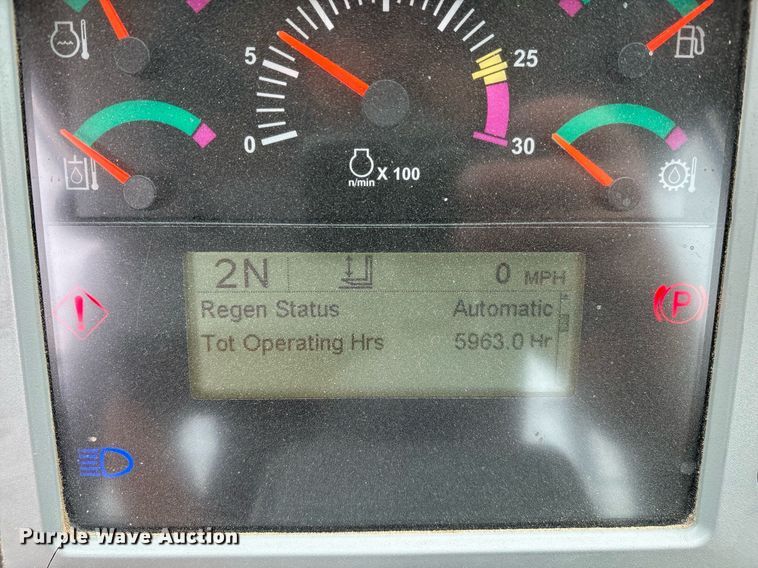 5
25
0
30
n/min X 100
2N 0 MPH
Regen Status Automatic
Tot Operating Hrs 5963.0 Hr
P
Purple Wave Auction